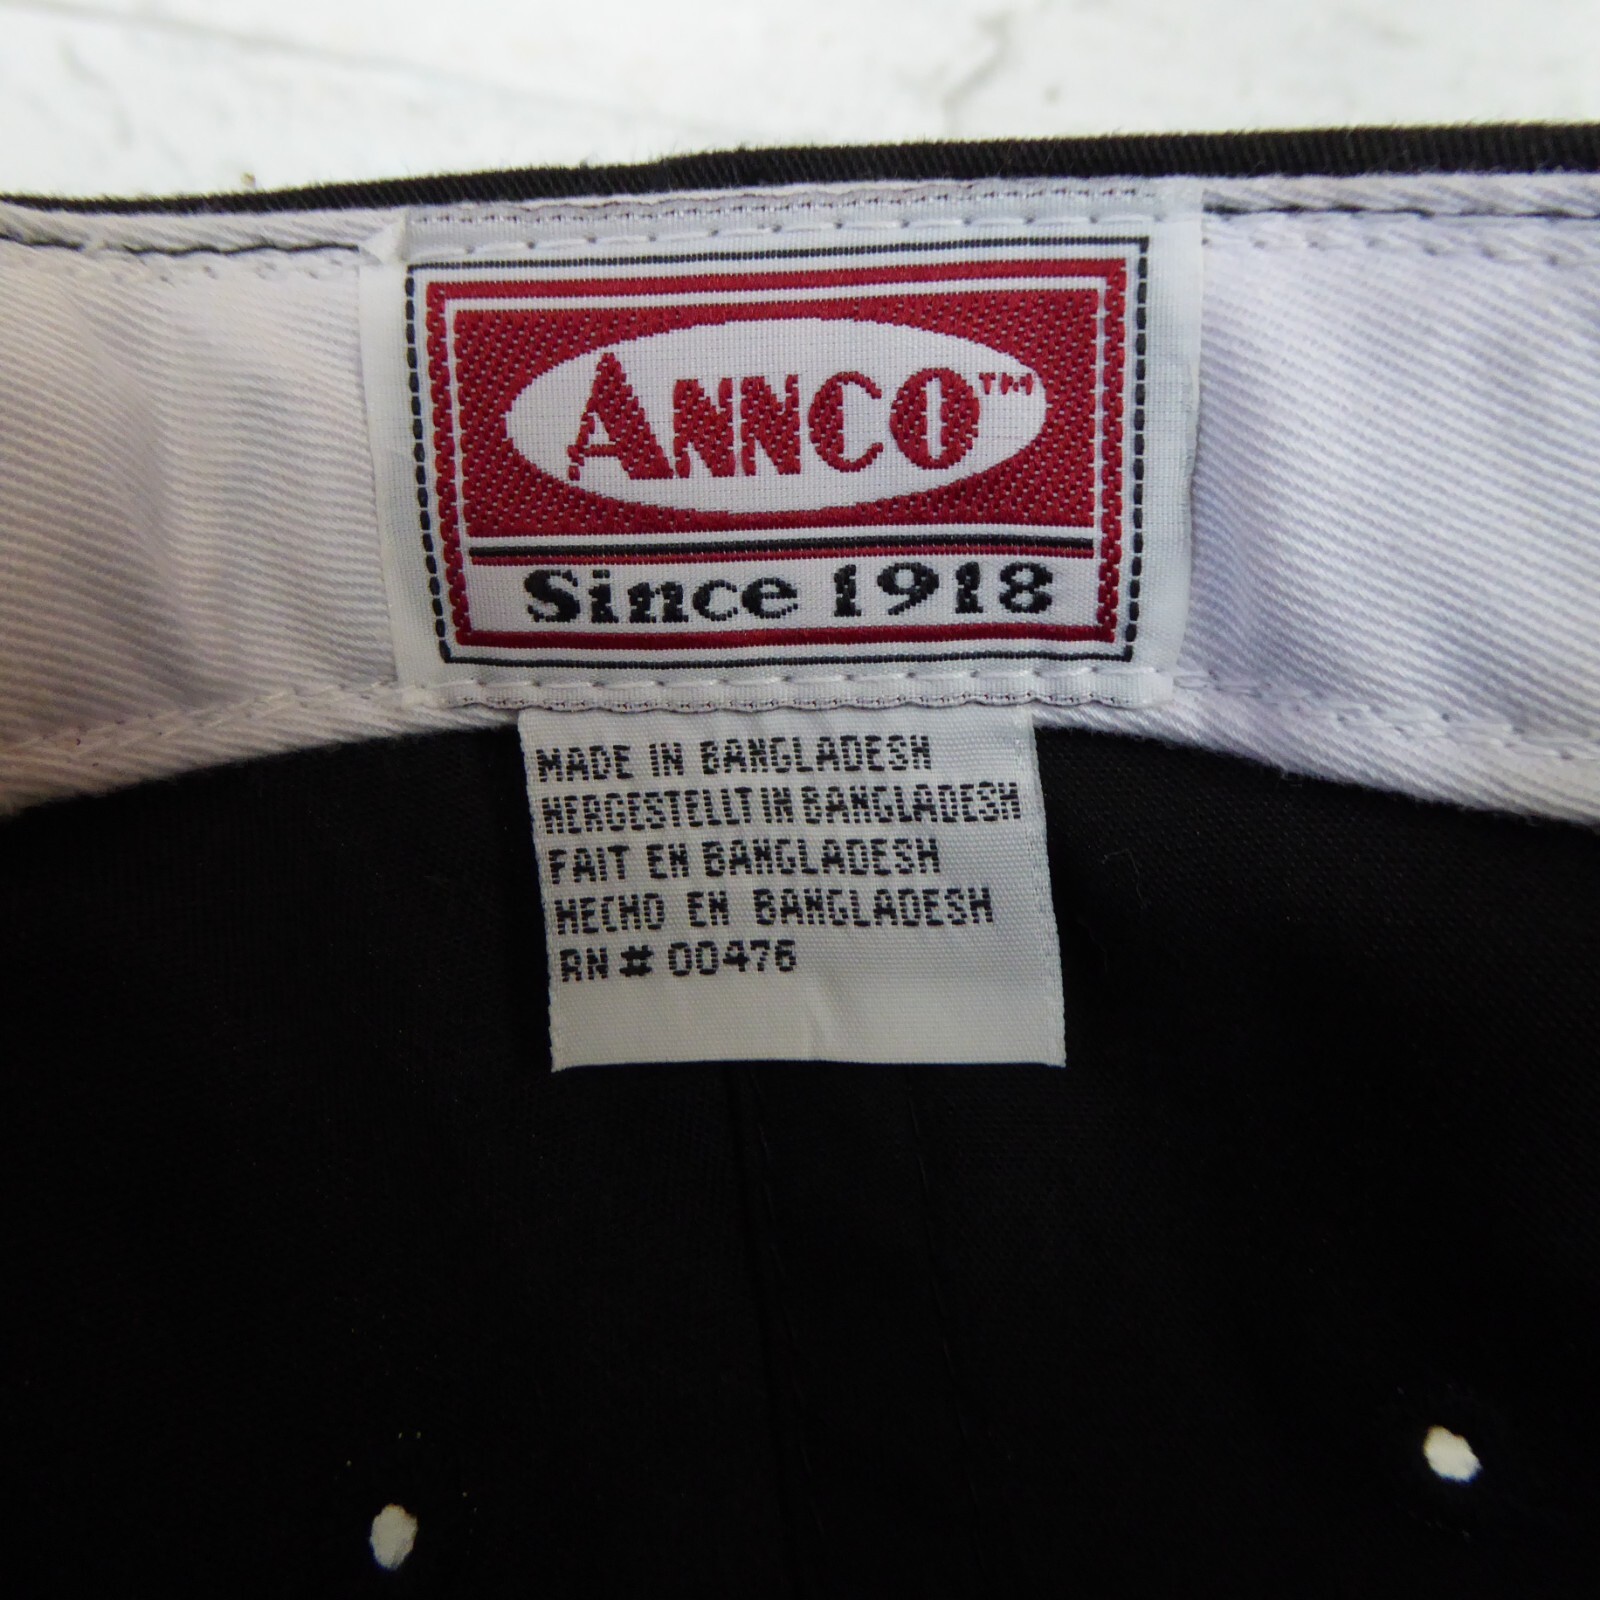 ANNCO™
Since 1918
MADE IN BANGLADESH
HERGESTELLT IN BANGLADESH
FAIT EN BANGLADESH
HECHO EN BANGLADESH
RN # 00476